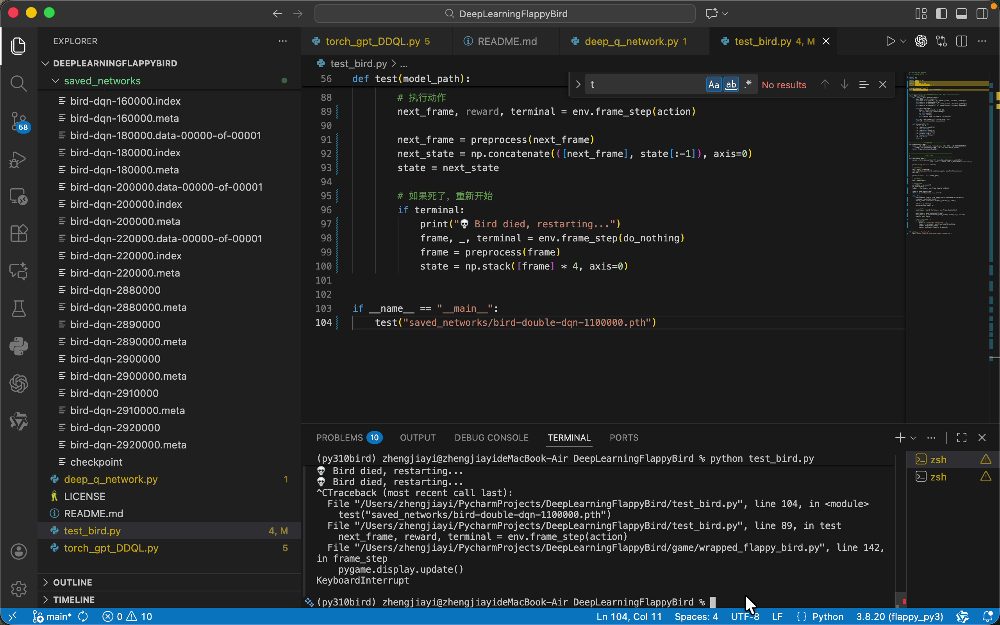 DeepLearningFlappyBird
EXPLORER
DEEPLEARNINGFLAPPYBIRD
saved_networks
bird-dqn-160000.index
bird-dqn-160000.meta
bird-dqn-180000.data-00000-of-00001
bird-dqn-180000.index
bird-dqn-180000.meta
bird-dqn-200000.data-00000-of-00001
bird-dqn-200000.index
bird-dqn-200000.meta
bird-dqn-220000.data-00000-of-00001
bird-dqn-220000.index
bird-dqn-220000.meta
bird-dqn-2880000
bird-dqn-2880000.meta
bird-dqn-2890000
bird-dqn-2890000.meta
bird-dqn-2900000
bird-dqn-2900000.meta
bird-dqn-2910000
bird-dqn-2910000.meta
bird-dqn-2920000
bird-dqn-2920000.meta
checkpoint
deep_q_network.py 1
LICENSE
README.md
test_bird.py 4, M
torch_gpt_DDQL.py 5
OUTLINE
TIMELINE
58
torch_gpt_DDQL.py 5 README.md deep_q_network.py 1 test_bird.py 4, M
test_bird.py > ...
t Aa ab .* No results
56 def test(model_path):
88 # 执行动作
89 next_frame, reward, terminal = env.frame_step(action)
90
91 next_frame = preprocess(next_frame)
92 next_state = np.concatenate(([next_frame], state[:-1]), axis=0)
93 state = next_state
94
95 # 如果死了，重新开始
96 if terminal:
97 print("💀 Bird died, restarting...")
98 frame, _, terminal = env.frame_step(do_nothing)
99 frame = preprocess(frame)
100 state = np.stack([frame] * 4, axis=0)
101
102
103 if __name__ == "__main__":
104 test("saved_networks/bird-double-dqn-1100000.pth")
PROBLEMS 10 OUTPUT DEBUG CONSOLE TERMINAL PORTS
(py310bird) zhengjiayi@zhengjiayideMacBook-Air DeepLearningFlappyBird % python test_bird.py
💀 Bird died, restarting...
💀 Bird died, restarting...
^CTraceback (most recent call last):
File "/Users/zhengjiayi/PycharmProjects/DeepLearningFlappyBird/test_bird.py", line 104, in <module>
test("saved_networks/bird-double-dqn-1100000.pth")
File "/Users/zhengjiayi/PycharmProjects/DeepLearningFlappyBird/test_bird.py", line 89, in test
next_frame, reward, terminal = env.frame_step(action)
File "/Users/zhengjiayi/PycharmProjects/DeepLearningFlappyBird/game/wrapped_flappy_bird.py", line 142,
in frame_step
pygame.display.update()
KeyboardInterrupt
(py310bird) zhengjiayi@zhengjiayideMacBook-Air DeepLearningFlappyBird %
zsh
zsh
main* 0 10 Ln 104, Col 11 Spaces: 4 UTF-8 LF { } Python 3.8.20 (flappy_py3)